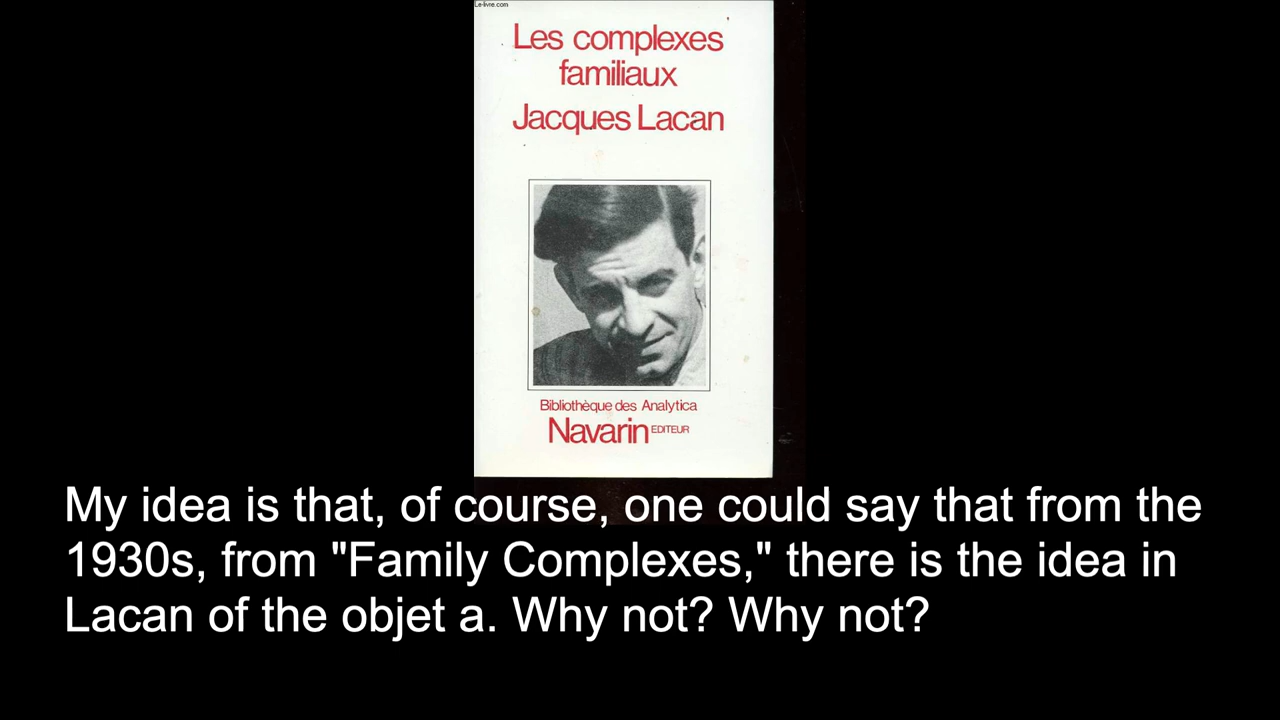 Le-livre.com
Les complexes
familiaux
Jacques Lacan
Bibliothèque des Analytica
Navarin EDITEUR
My idea is that, of course, one could say that from the
1930s, from "Family Complexes," there is the idea in
Lacan of the objet a. Why not? Why not?